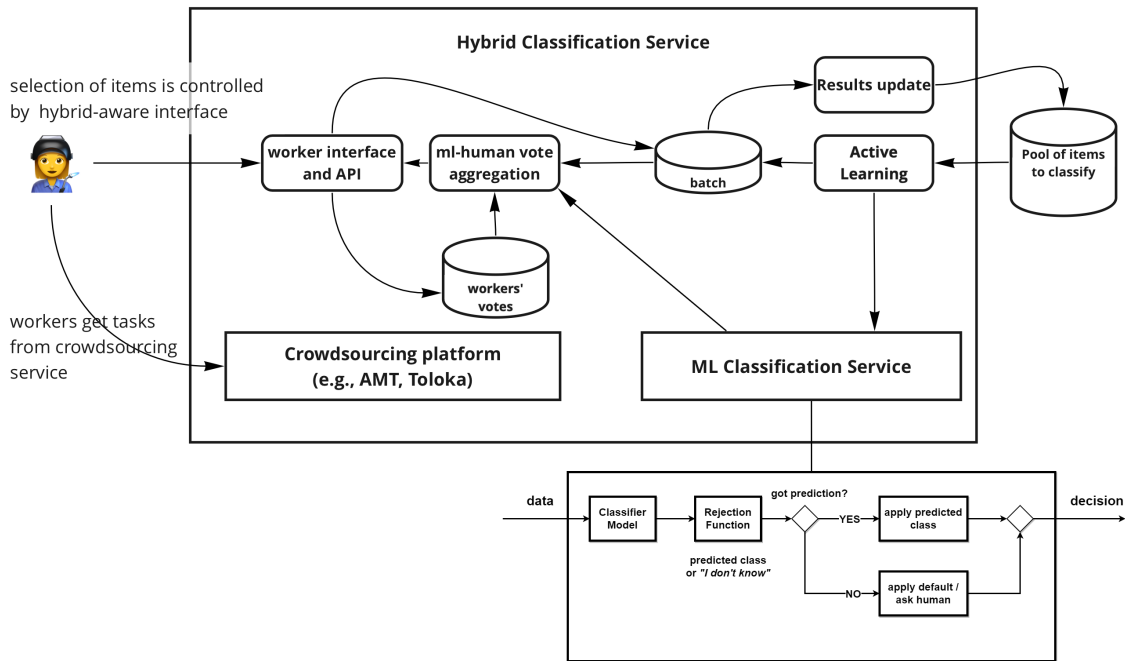 Hybrid Classification Service
selection of items is controlled
by hybrid-aware interface
Results update
worker interface
and API
ml-human vote
aggregation
batch
Active
Learning
Pool of items
to classify
workers'
votes
workers get tasks
from crowdsourcing
service
Crowdsourcing platform
(e.g., AMT, Toloka)
ML Classification Service
data
Classifier
Model
Rejection
Function
predicted class
or "I don't know"
got prediction?
YES
apply predicted
class
NO
apply default /
ask human
decision